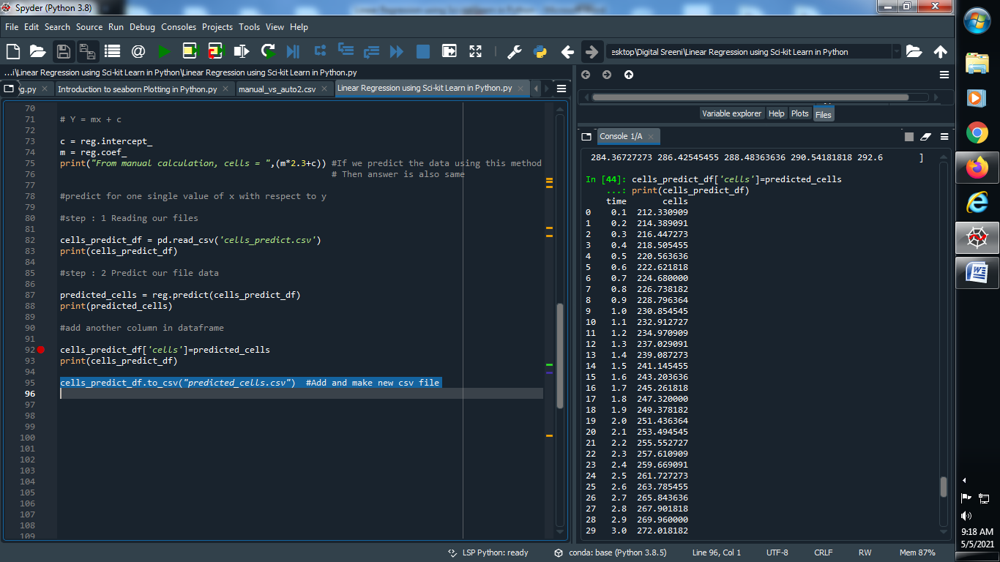 Spyder (Python 3.8)
File Edit Search Source Run Debug Consoles Projects Tools View Help
esktop\Digital Sreeni\Linear Regression using Sci-kit Learn in Python
...i\Linear Regression using Sci-kit Learn in Python\Linear Regression using Sci-kit Learn in Python.py
g.py Introduction to seaborn Plotting in Python.py manual_vs_auto2.csv Linear Regression using Sci-kit Learn in Python.py
70
71 # Y = mx + c
72
73 c = reg.intercept_
74 m = reg.coef_
75 print("From manual calculation, cells = ",(m*2.3+c)) #If we predict the data using this method
76 # Then answer is also same
77
78 #predict for one single value of x with respect to y
79
80 #step : 1 Reading our files
81
82 cells_predict_df = pd.read_csv('cells_predict.csv')
83 print(cells_predict_df)
84
85 #step : 2 Predict our file data
86
87 predicted_cells = reg.predict(cells_predict_df)
88 print(predicted_cells)
89
90 #add another column in dataframe
91
92 cells_predict_df['cells']=predicted_cells
93 print(cells_predict_df)
94
95 cells_predict_df.to_csv("predicted_cells.csv") #Add and make new csv file
96
97
98
99
100
101
102
103
104
105
106
107
108
109
Variable explorer Help Plots Files
Console 1/A
284.36727273 286.42545455 288.48363636 290.54181818 292.6 ]
In [44]: cells_predict_df['cells']=predicted_cells
...: print(cells_predict_df)
time cells
0 0.1 212.330909
1 0.2 214.389091
2 0.3 216.447273
3 0.4 218.505455
4 0.5 220.563636
5 0.6 222.621818
6 0.7 224.680000
7 0.8 226.738182
8 0.9 228.796364
9 1.0 230.854545
10 1.1 232.912727
11 1.2 234.970909
12 1.3 237.029091
13 1.4 239.087273
14 1.5 241.145455
15 1.6 243.203636
16 1.7 245.261818
17 1.8 247.320000
18 1.9 249.378182
19 2.0 251.436364
20 2.1 253.494545
21 2.2 255.552727
22 2.3 257.610909
23 2.4 259.669091
24 2.5 261.727273
25 2.6 263.785455
26 2.7 265.843636
27 2.8 267.901818
28 2.9 269.960000
29 3.0 272.018182
LSP Python: ready conda: base (Python 3.8.5) Line 96, Col 1 UTF-8 CRLF RW Mem 87%
9:18 AM
5/5/2021